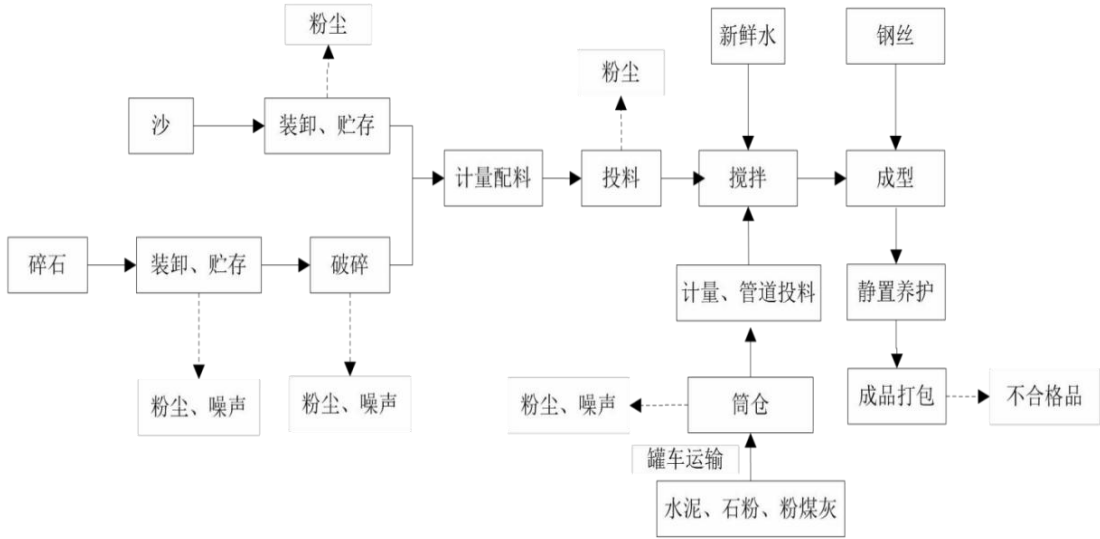 粉尘
新鲜水
钢丝
粉尘
沙
装卸、贮存
计量配料
投料
搅拌
成型
碎石
装卸、贮存
破碎
计量、管道投料
静置养护
粉尘、噪声
粉尘、噪声
粉尘、噪声
筒仓
成品打包
不合格品
罐车运输
水泥、石粉、粉煤灰